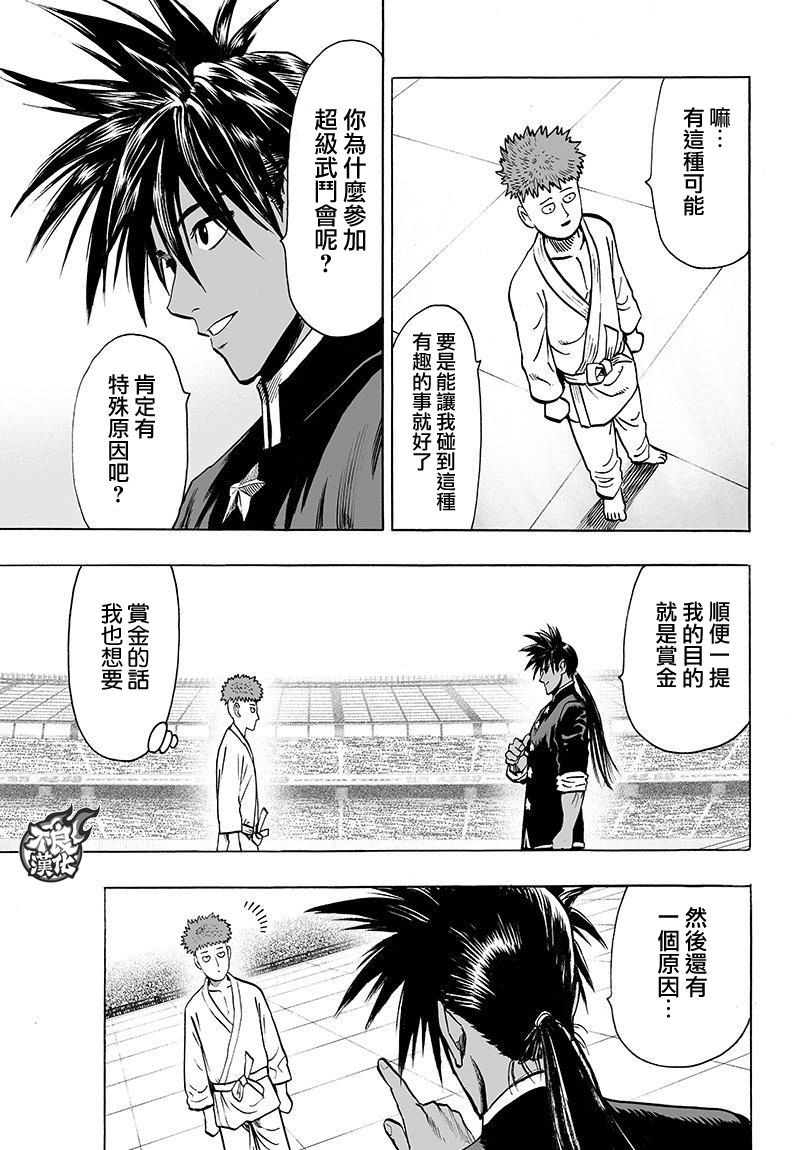 嘛…
有這種可能
要是能讓我碰到這種
有趣的事就好了
你為什麼參加
超級武鬥會呢？
肯定有
特殊原因吧？
順便一提
我的目的
就是賞金
賞金的話
我也想要
然後還有
一個原因…
漢化